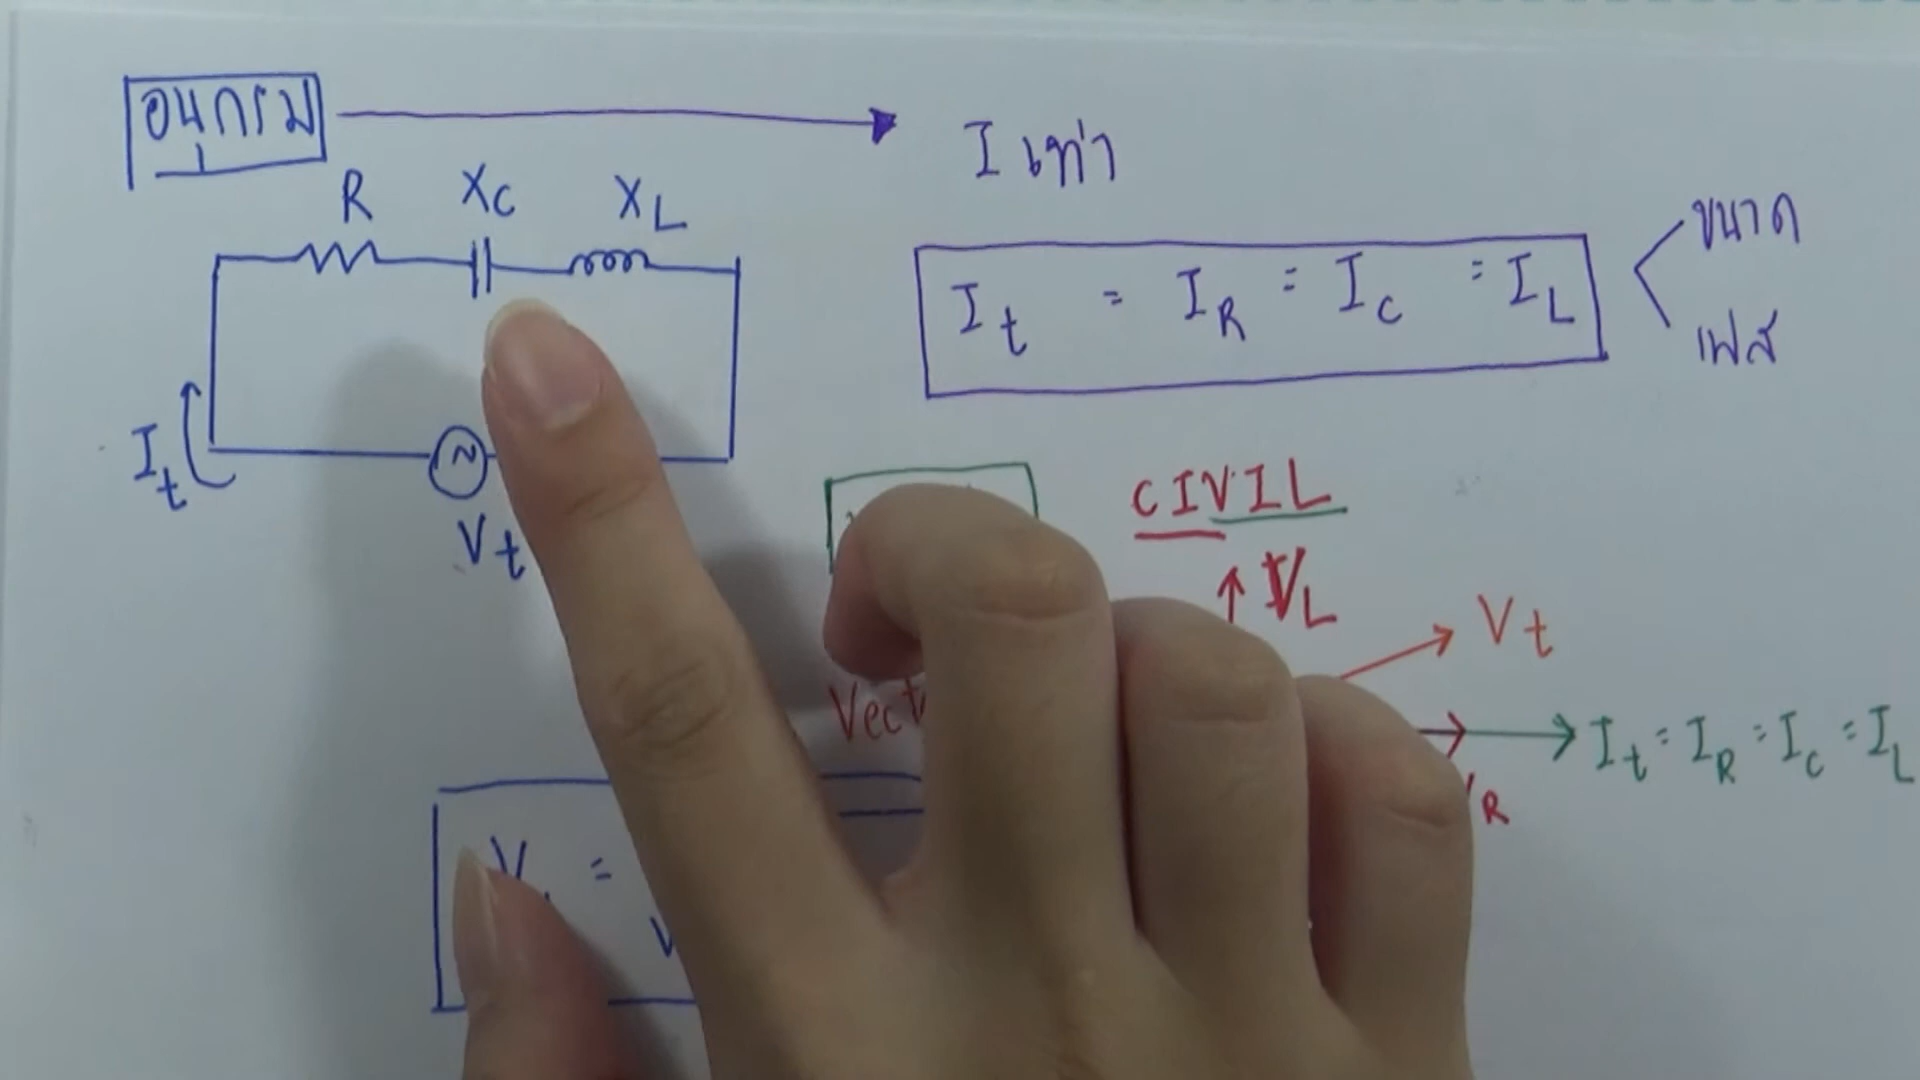 อนุกรม
I เท่า
R XC XL
It = IR = IC = IL
ขนาด
เฟส
It
Vt
CIVIL
VL
Vt
It = IR = IC = IL
R
V =